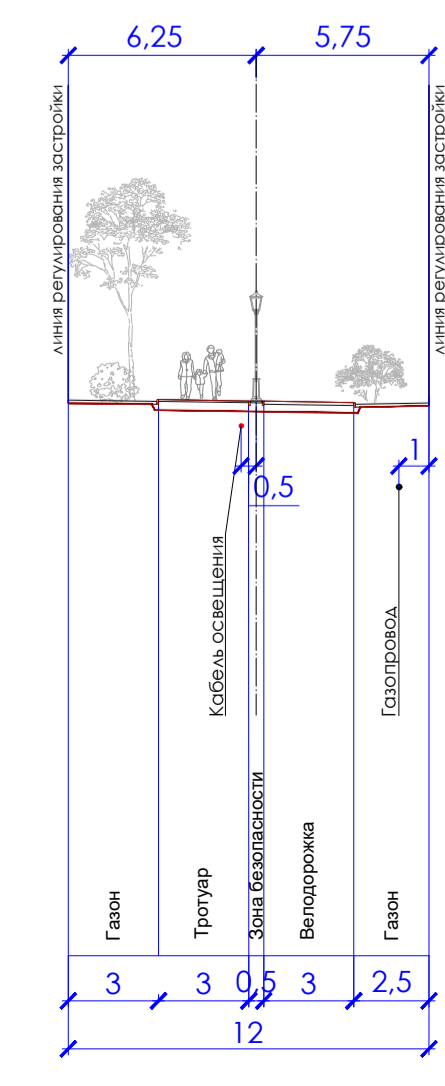 6,25
5,75
линия регулирования застройки
линия регулирования застройки
1
0,5
Кабель освещения
Газопровод
Газон
Тротуар
Зона безопасности
Велодорожка
Газон
3
3
0,5
3
2,5
12